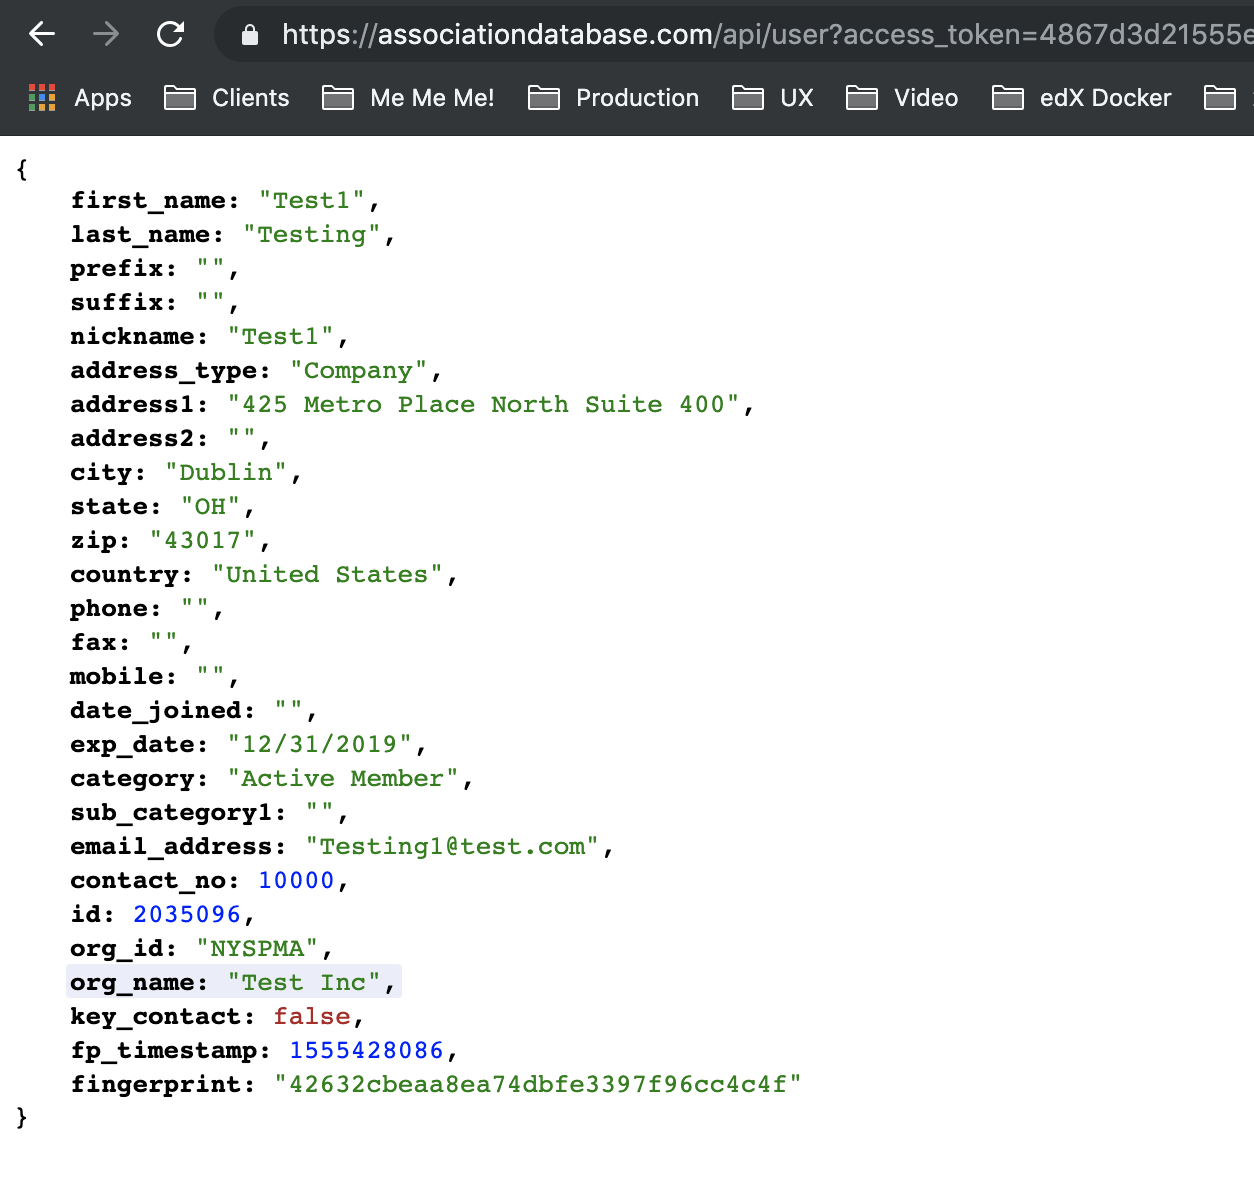 https://associationdatabase.com/api/user?access_token=4867d3d21555e
Apps Clients Me Me Me! Production UX Video edX Docker
{
first_name: "Test1",
last_name: "Testing",
prefix: "",
suffix: "",
nickname: "Test1",
address_type: "Company",
address1: "425 Metro Place North Suite 400",
address2: "",
city: "Dublin",
state: "OH",
zip: "43017",
country: "United States",
phone: "",
fax: "",
mobile: "",
date_joined: "",
exp_date: "12/31/2019",
category: "Active Member",
sub_category1: "",
email_address: "Testing1@test.com",
contact_no: 10000,
id: 2035096,
org_id: "NYSPMA",
org_name: "Test Inc",
key_contact: false,
fp_timestamp: 1555428086,
fingerprint: "42632cbeaa8ea74dbfe3397f96cc4c4f"
}